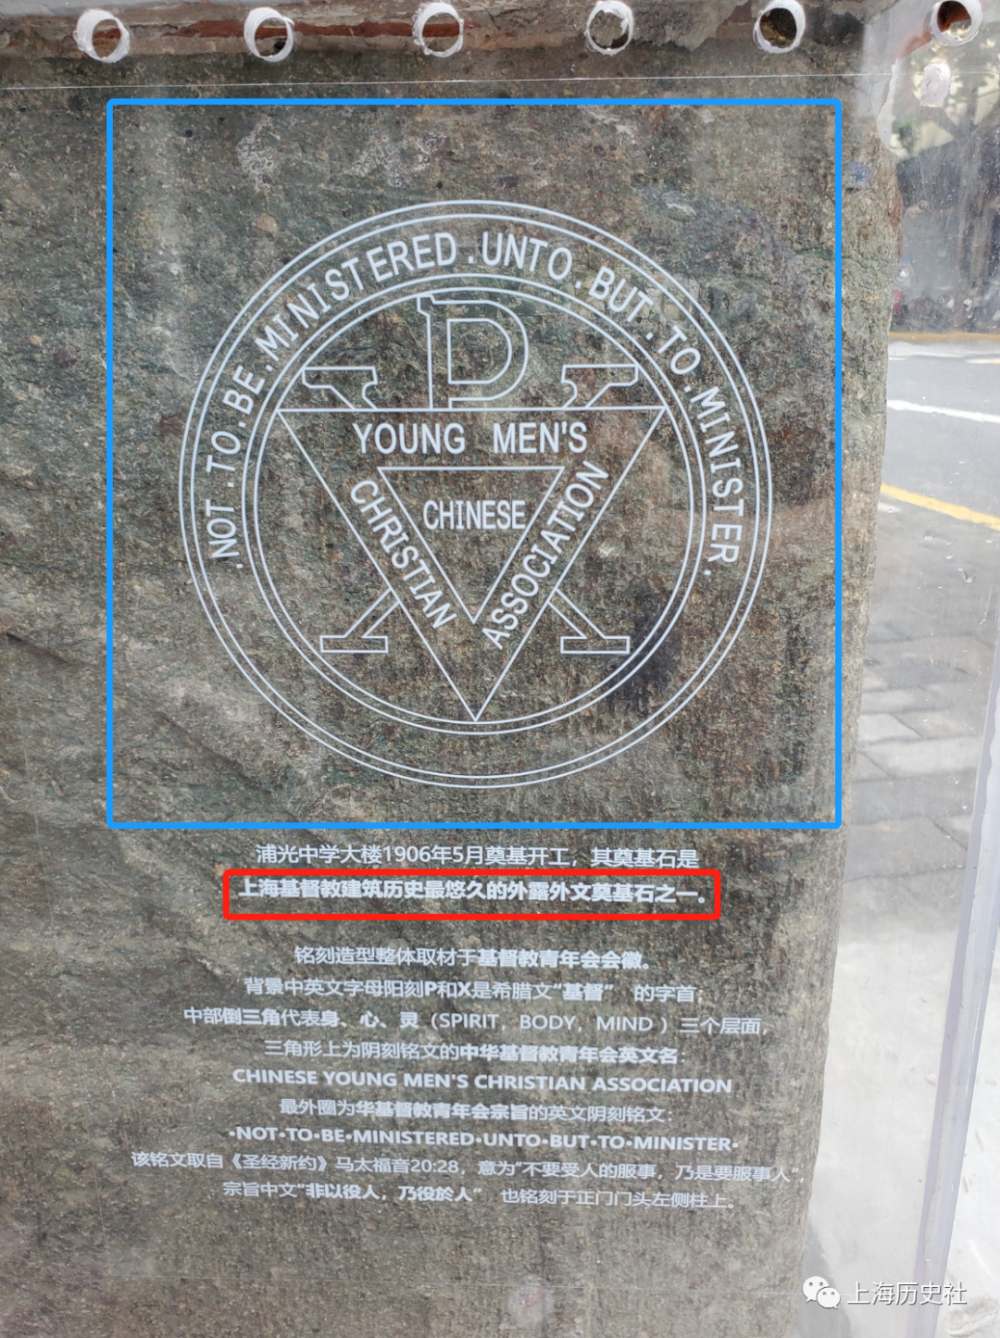 ·NOT·TO·BE·MINISTERED·UNTO·BUT·TO·MINISTER·
P
X
YOUNG MEN'S
CHRISTIAN
ASSOCIATION
CHINESE
浦光中学大楼1906年5月奠基开工，其奠基石是
上海基督教建筑历史最悠久的外露外文奠基石之一。
铭刻造型整体取材于基督教青年会会徽。
背景中英文字母阳刻P和X是希腊文“基督” 的字首；
中部倒三角代表身、心、灵（SPIRIT，BODY，MIND ）三个层面，
三角形上为阴刻铭文的中华基督教青年会英文名：
CHINESE YOUNG MEN'S CHRISTIAN ASSOCIATION
最外圈为华基督教青年会宗旨的英文阴刻铭文：
·NOT·TO·BE·MINISTERED·UNTO·BUT·TO·MINISTER·
该铭文取自《圣经新约》马太福音20:28，意为“不要受人的服事，乃是要服事人”，
宗旨中文“非以役人，乃役於人” 也铭刻于正门门头左侧柱上。
上海历史社